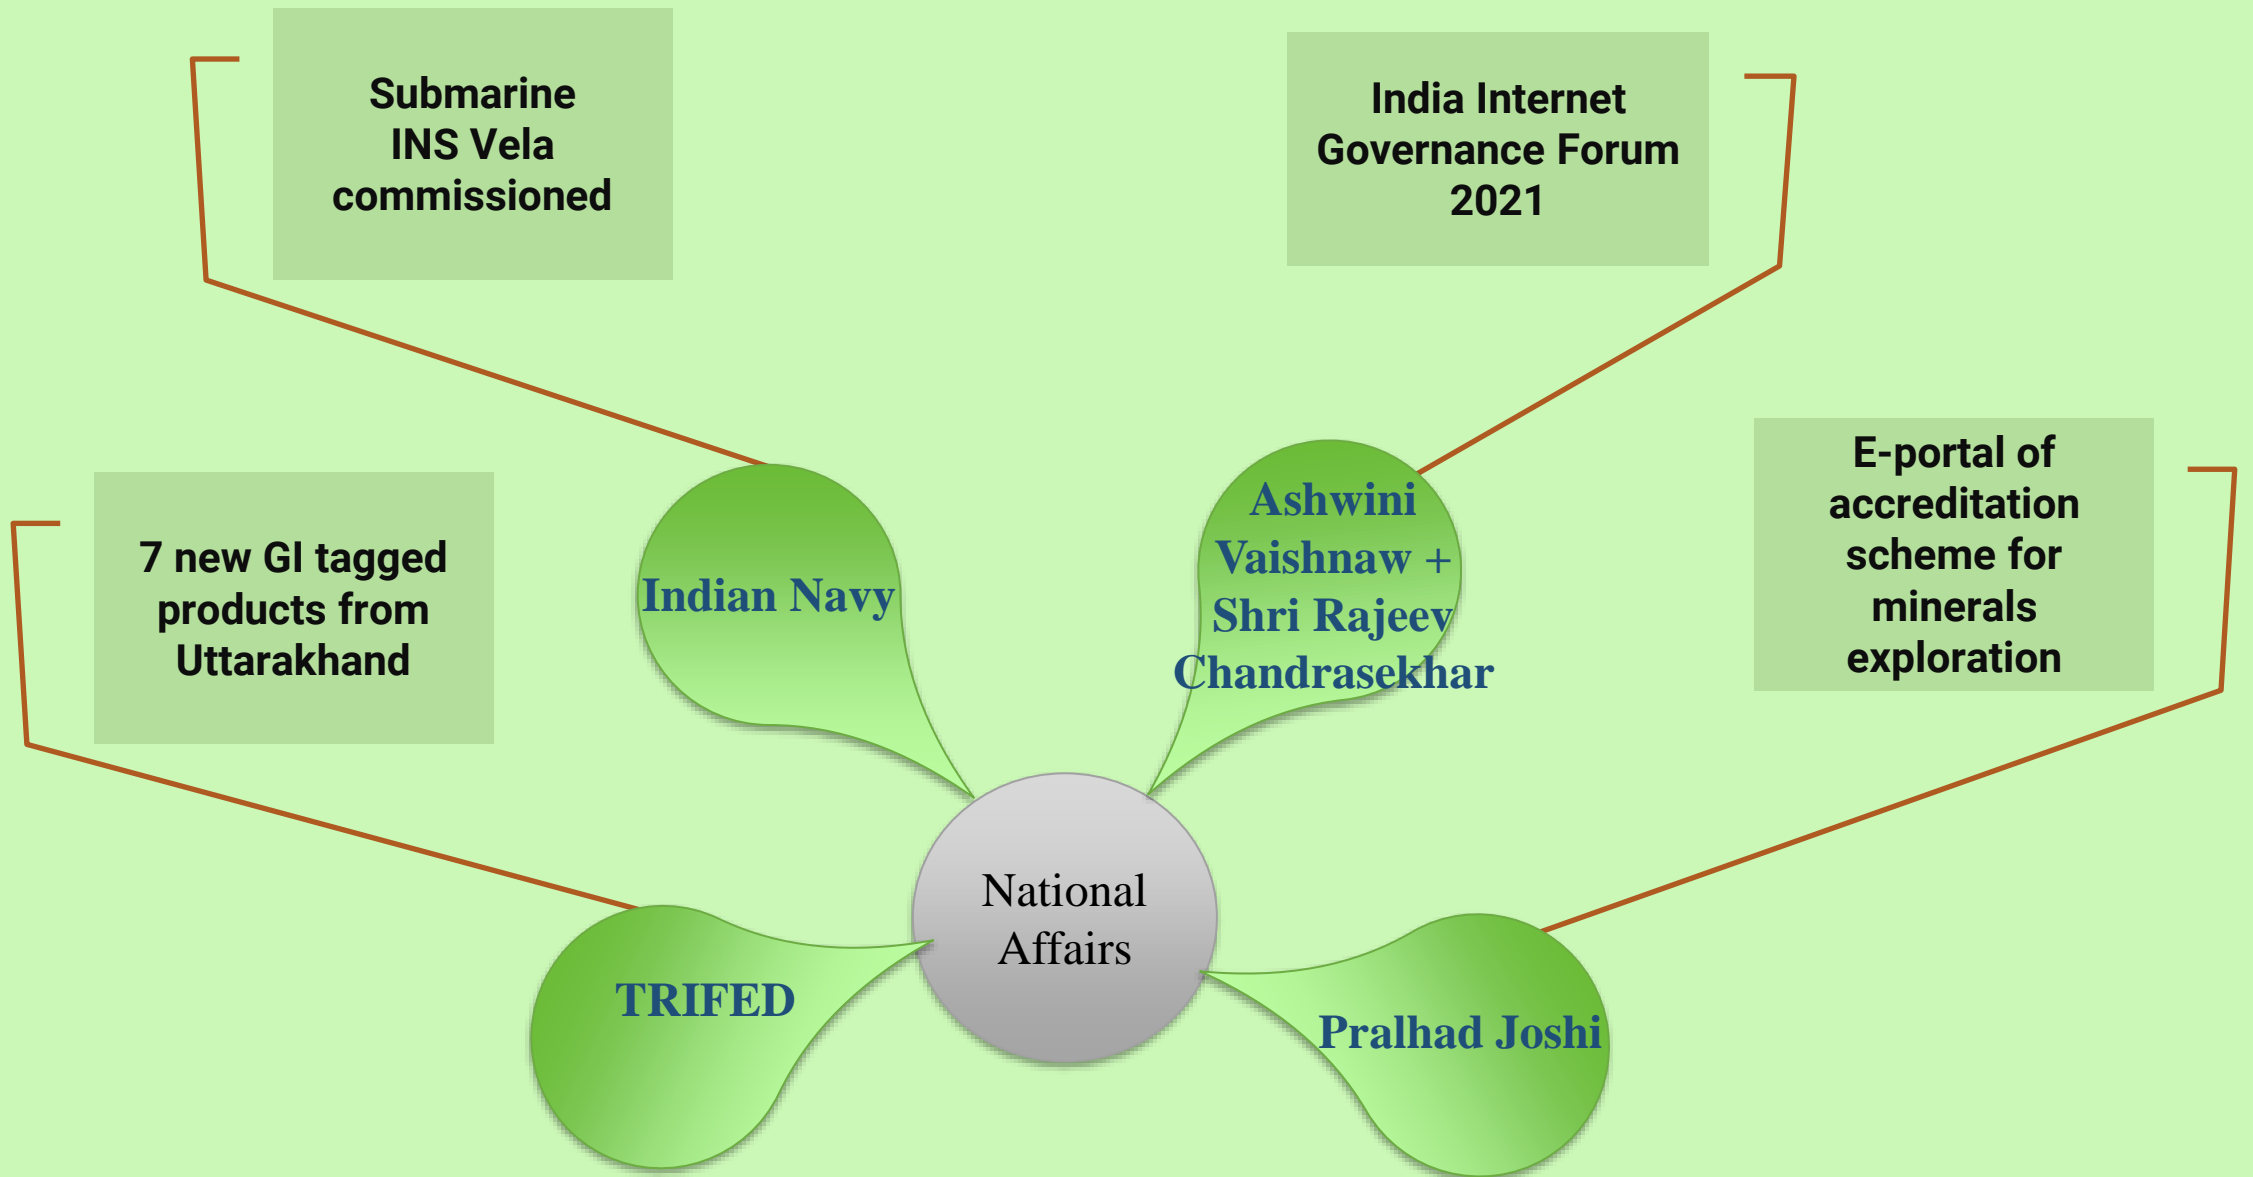 Submarine
INS Vela
commissioned
India Internet
Governance Forum
2021
7 new GI tagged
products from
Uttarakhand
E-portal of
accreditation
scheme for
minerals
exploration
Indian Navy
Ashwini
Vaishnaw +
Shri Rajeev
Chandrasekhar
National
Affairs
TRIFED
Pralhad Joshi